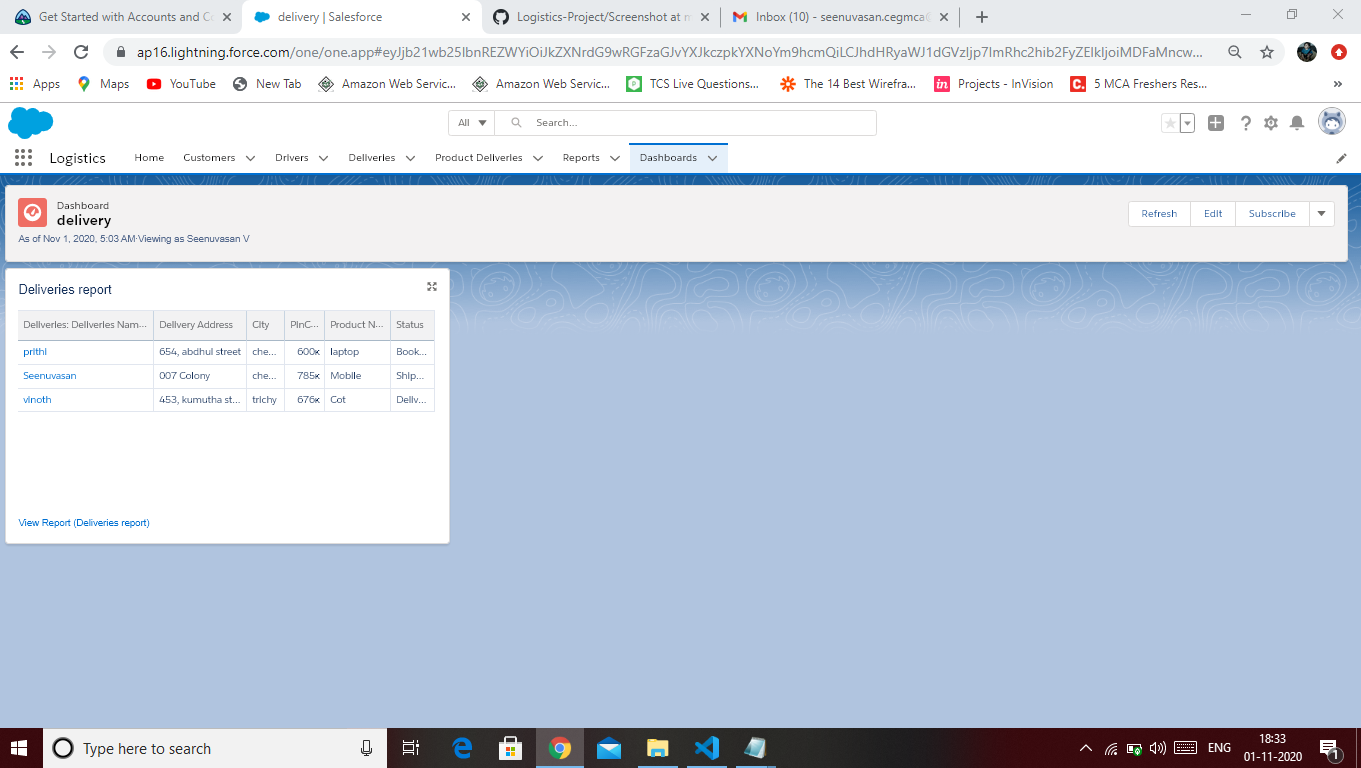 Get Started with Accounts and Co
delivery | Salesforce
Logistics-Project/Screenshot at m
Inbox (10) - seenuvasan.cegmca@
ap16.lightning.force.com/one/one.app#
Apps
Maps
YouTube
New Tab
Amazon Web Servic...
Amazon Web Servic...
TCS Live Questions...
The 14 Best Wirefra...
in
Projects - InVision
C.
5 MCA Freshers Res...
»
All
Search...
Logistics
Home
Customers
Drivers
Deliveries
Product Deliveries
Reports
Dashboards
Dashboard
delivery
As of Nov 1, 2020, 5:03 AM·Viewing as Seenuvasan V
Refresh
Edit
Subscribe
Deliveries report
Deliveries: Deliveries Nam...
Delivery Address
City
PinC...
Product N...
Status
prithi
654, abdhul street
che...
600K
laptop
Book...
Seenuvasan
007 Colony
che...
785K
Mobile
Ship...
vinoth
453, kumutha st...
trichy
676K
Cot
Deliv...
View Report (Deliveries report)
Type here to search
ENG
18:33
01-11-2020
1